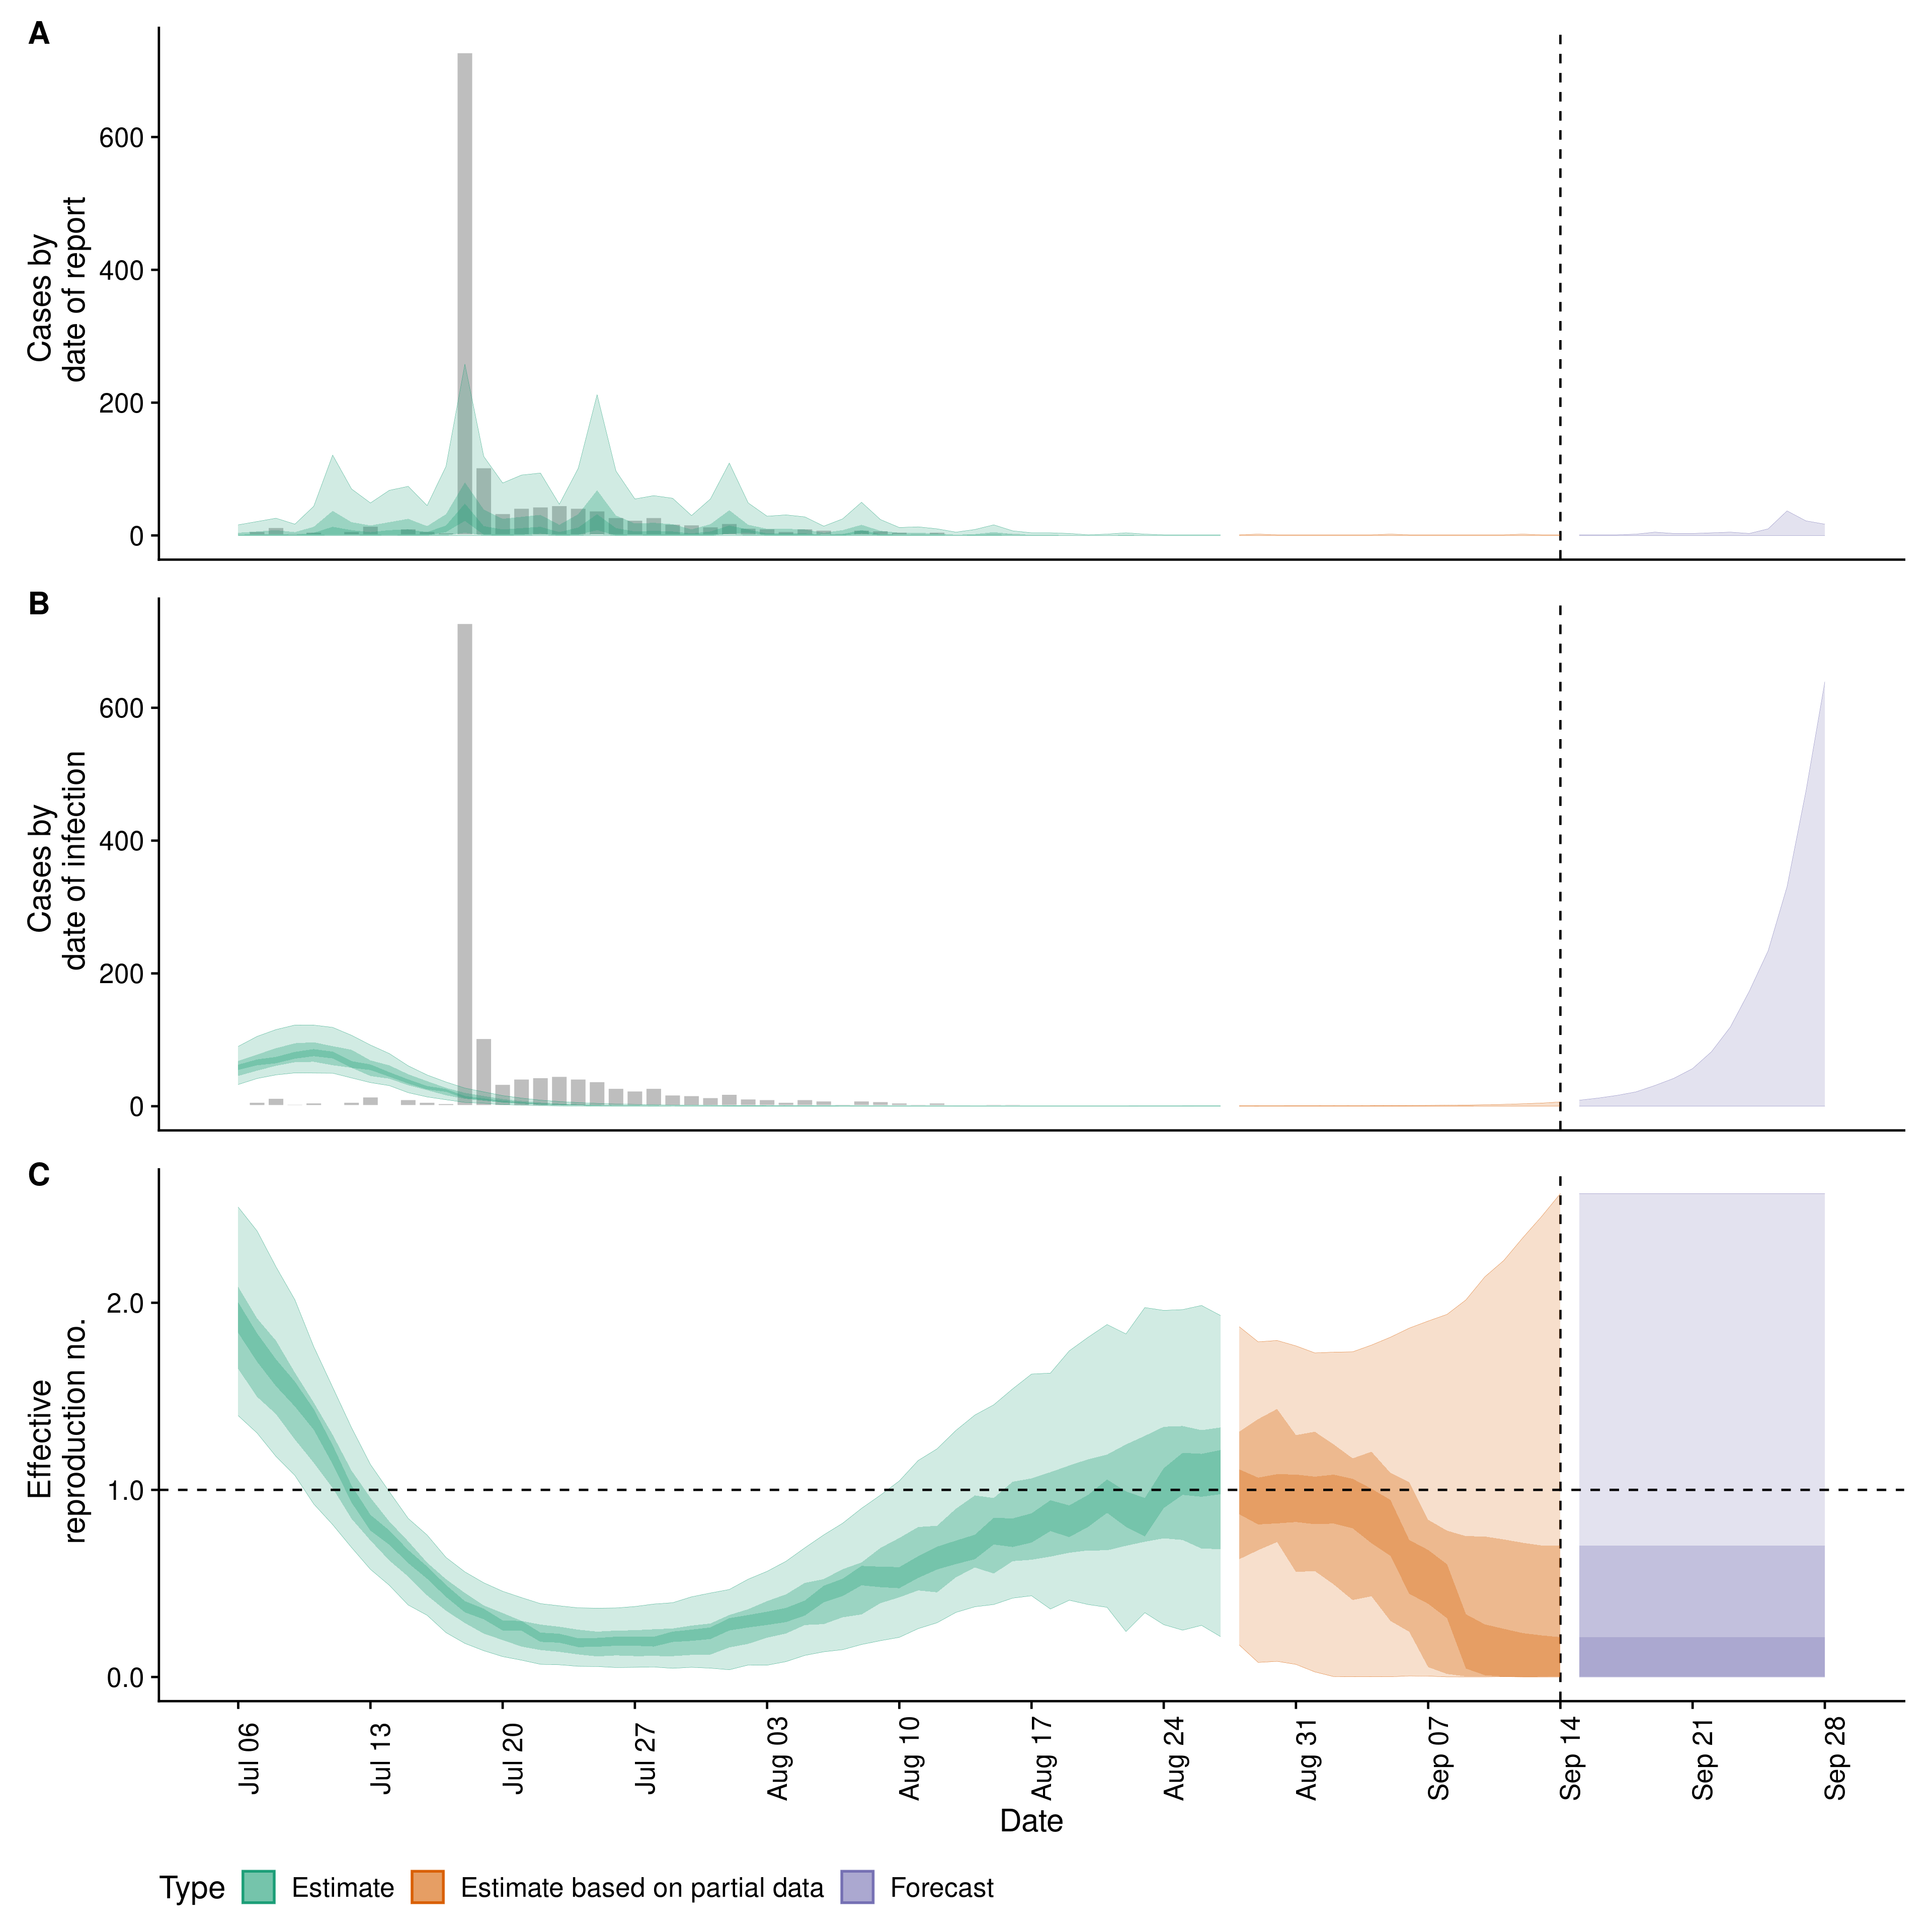 A
Cases by
date of report
600
400
200
0
B
Cases by
date of infection
600
400
200
0
C
Effective
reproduction no.
2.0
1.0
0.0
Jul 06
Jul 13
Jul 20
Jul 27
Aug 03
Aug 10
Aug 17
Aug 24
Aug 31
Sep 07
Sep 14
Sep 21
Sep 28
Date
Type Estimate Estimate based on partial data Forecast